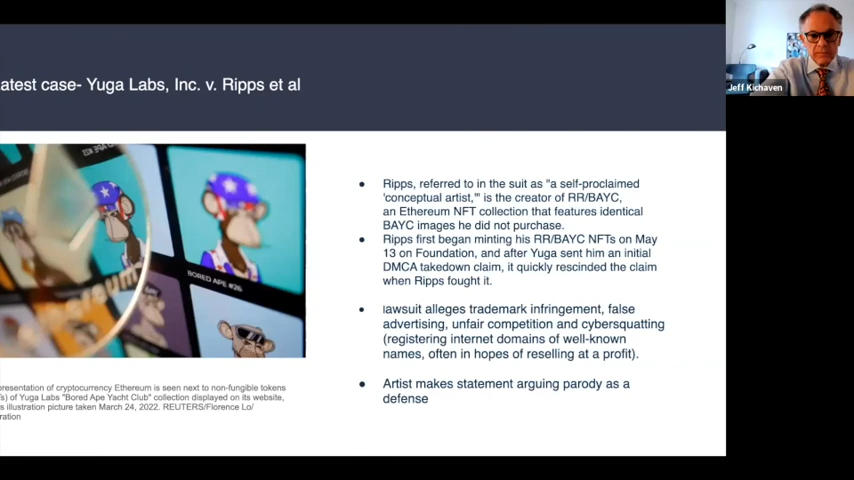 atest case- Yuga Labs, Inc. v. Ripps et al
Jeff Kichaven
BORED APE #26
• Ripps, referred to in the suit as "a self-proclaimed
'conceptual artist,'" is the creator of RR/BAYC,
an Ethereum NFT collection that features identical
BAYC images he did not purchase.
• Ripps first began minting his RR/BAYC NFTs on May
13 on Foundation, and after Yuga sent him an initial
DMCA takedown claim, it quickly rescinded the claim
when Ripps fought it.
• lawsuit alleges trademark infringement, false
advertising, unfair competition and cybersquatting
(registering internet domains of well-known
names, often in hopes of reselling at a profit).
• Artist makes statement arguing parody as a
defense
presentation of cryptocurrency Ethereum is seen next to non-fungible tokens
s) of Yuga Labs "Bored Ape Yacht Club" collection displayed on its website,
s illustration picture taken March 24, 2022. REUTERS/Florence Lo/
ration